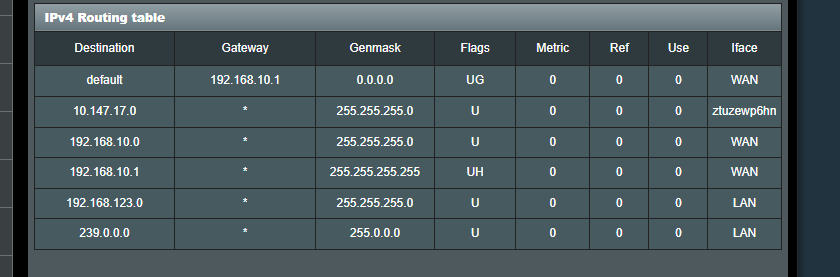 IPv4 Routing table
Destination Gateway Genmask Flags Metric Ref Use Iface
default 192.168.10.1 0.0.0.0 UG 0 0 0 WAN
10.147.17.0 * 255.255.255.0 U 0 0 0 ztuzewp6hn
192.168.10.0 * 255.255.255.0 U 0 0 0 WAN
192.168.10.1 * 255.255.255.255 UH 0 0 0 WAN
192.168.123.0 * 255.255.255.0 U 0 0 0 LAN
239.0.0.0 * 255.0.0.0 U 0 0 0 LAN